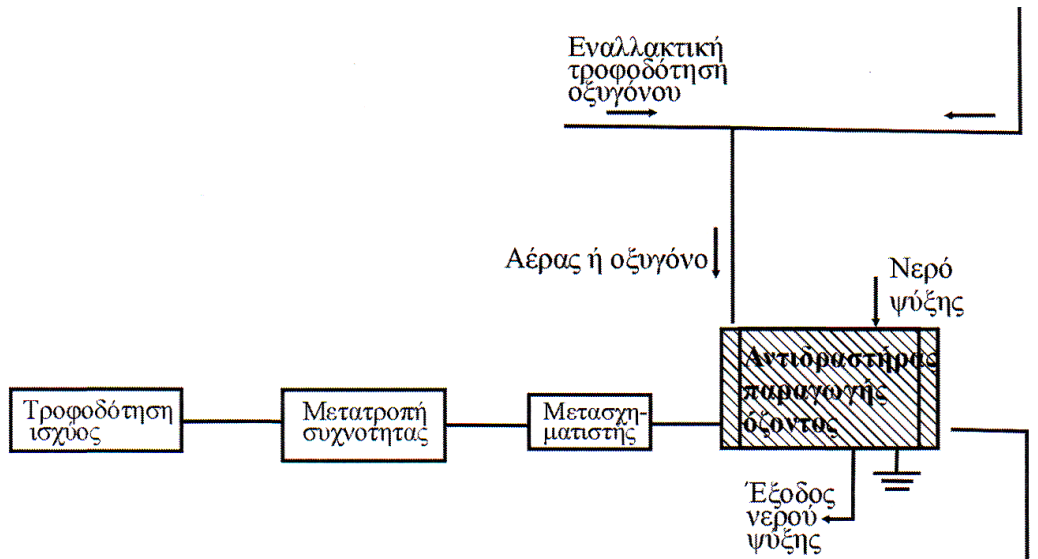 Εναλλακτική
τροφοδότηση
οξυγόνου
Αέρας ή οξυγόνο
Νερό
ψύξης
Αντιδραστήρας
παραγωγής
όζοντος
Τροφοδότηση
ισχύος
Μετατροπή
συχνοτητας
Μετασχη-
ματιστής
Έξοδος
νερού
ψύξης